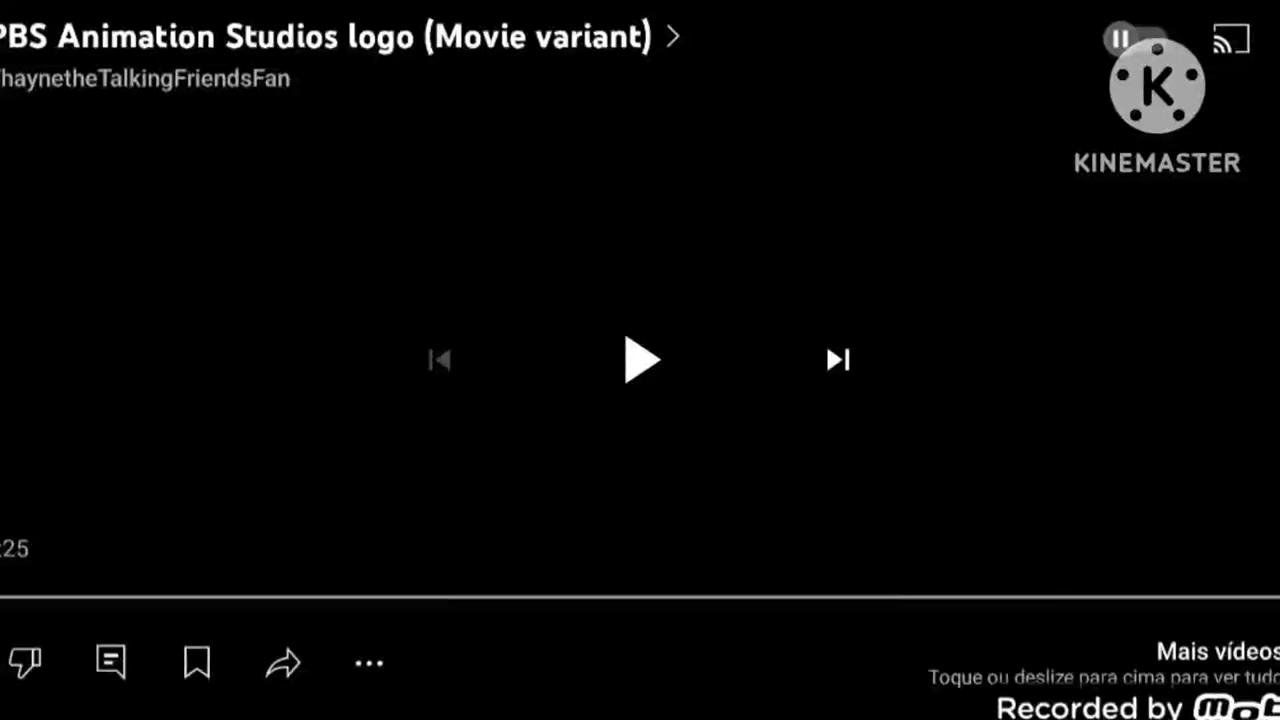 PBS Animation Studios logo (Movie variant)
haynetheTalkingFriendsFan
K
KINEMASTER
:25
Mais vídeos
Toque ou deslize para cima para ver tudo
Recorded by